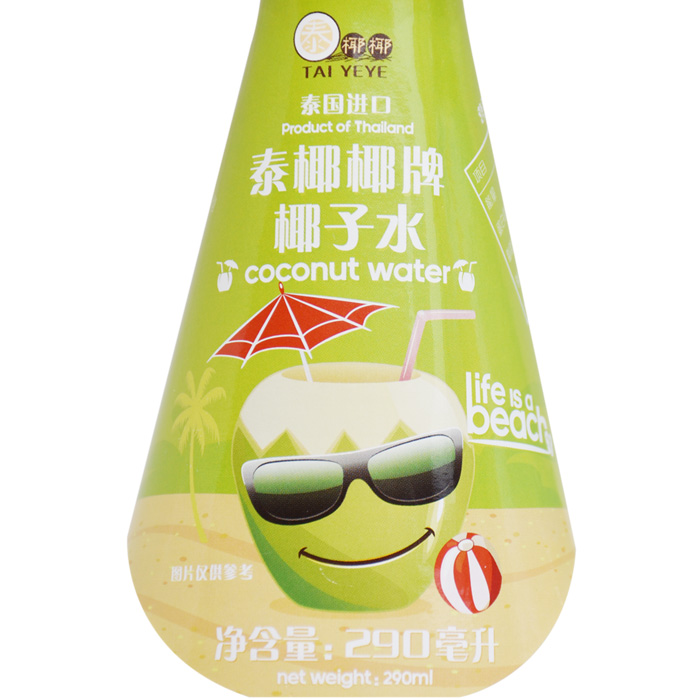 泰 椰椰
TAI YEYE
泰国进口
Product of Thailand
泰椰椰牌
椰子水
coconut water
life is a
beach
图片仅供参考
净含量:290毫升
net weight:290ml